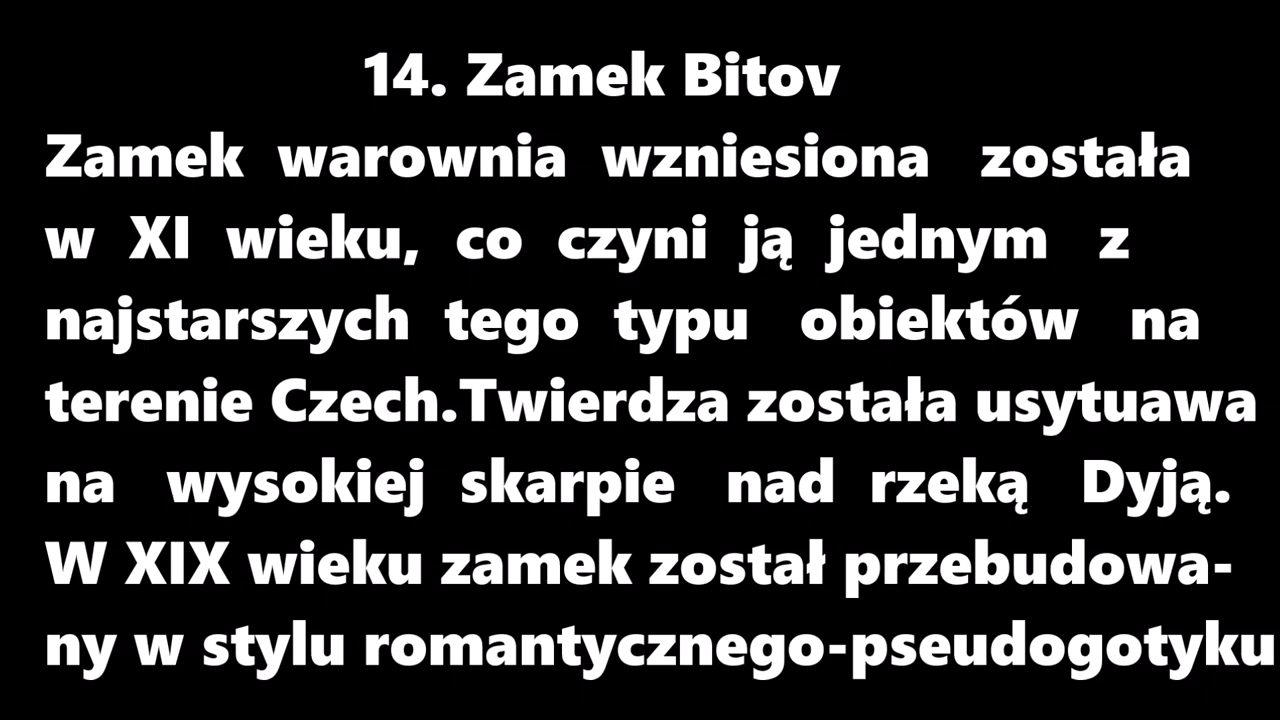 14. Zamek Bitov
Zamek warownia wzniesiona została
w XI wieku, co czyni ją jednym z
najstarszych tego typu obiektów na
terenie Czech.Twierdza została usytuawa
na wysokiej skarpie nad rzeką Dyją.
W XIX wieku zamek został przebudowa-
ny w stylu romantycznego-pseudogotyku